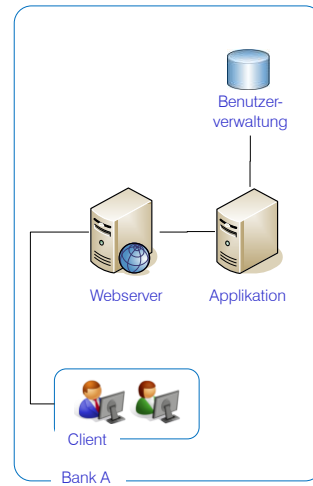 Benutzer-
verwaltung
Webserver
Applikation
Client
Bank A